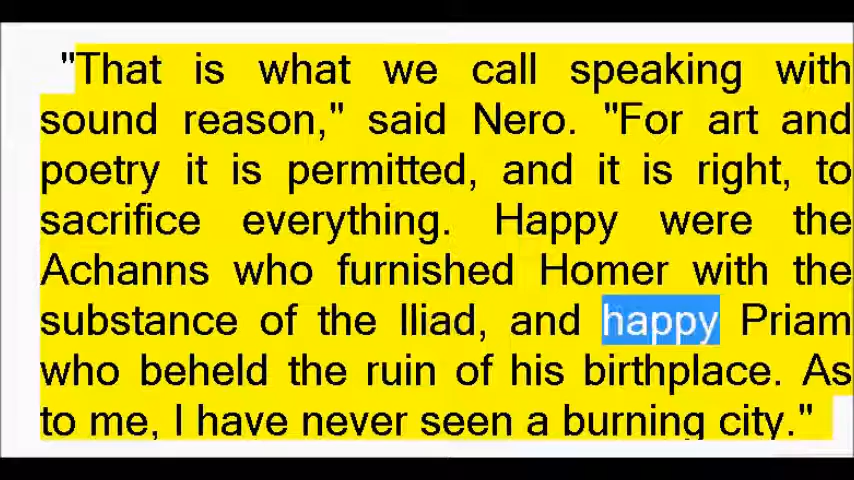 "That is what we call speaking with
sound reason," said Nero. "For art and
poetry it is permitted, and it is right, to
sacrifice everything. Happy were the
Achanns who furnished Homer with the
substance of the Iliad, and happy Priam
who beheld the ruin of his birthplace. As
to me, I have never seen a burning city."